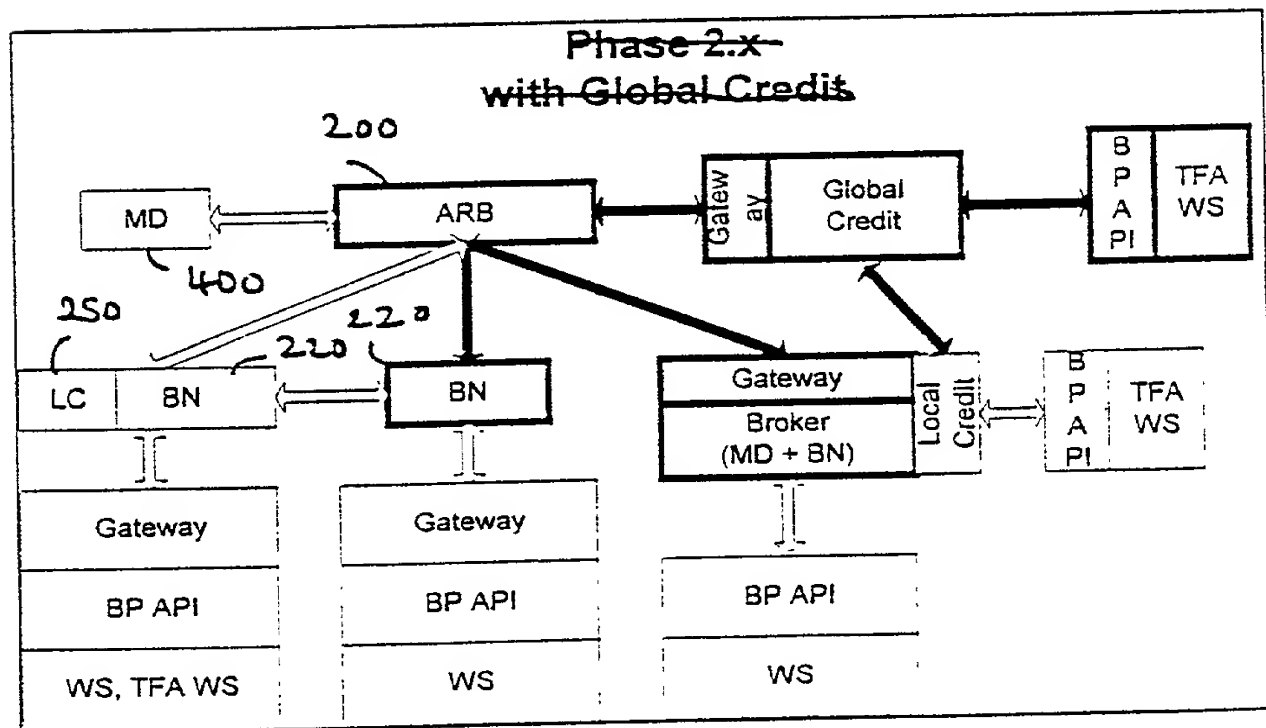 Phase 2.x
with Global Credit
200
MD
ARB
Gatew
ay
Global
Credit
B
P
A
PI
TFA
WS
400
250
220
220
LC
BN
BN
Gateway
Broker
(MD + BN)
Local
Credit
B
P
A
PI
TFA
WS
Gateway
Gateway
BP API
BP API
BP API
WS, TFA WS
WS
WS